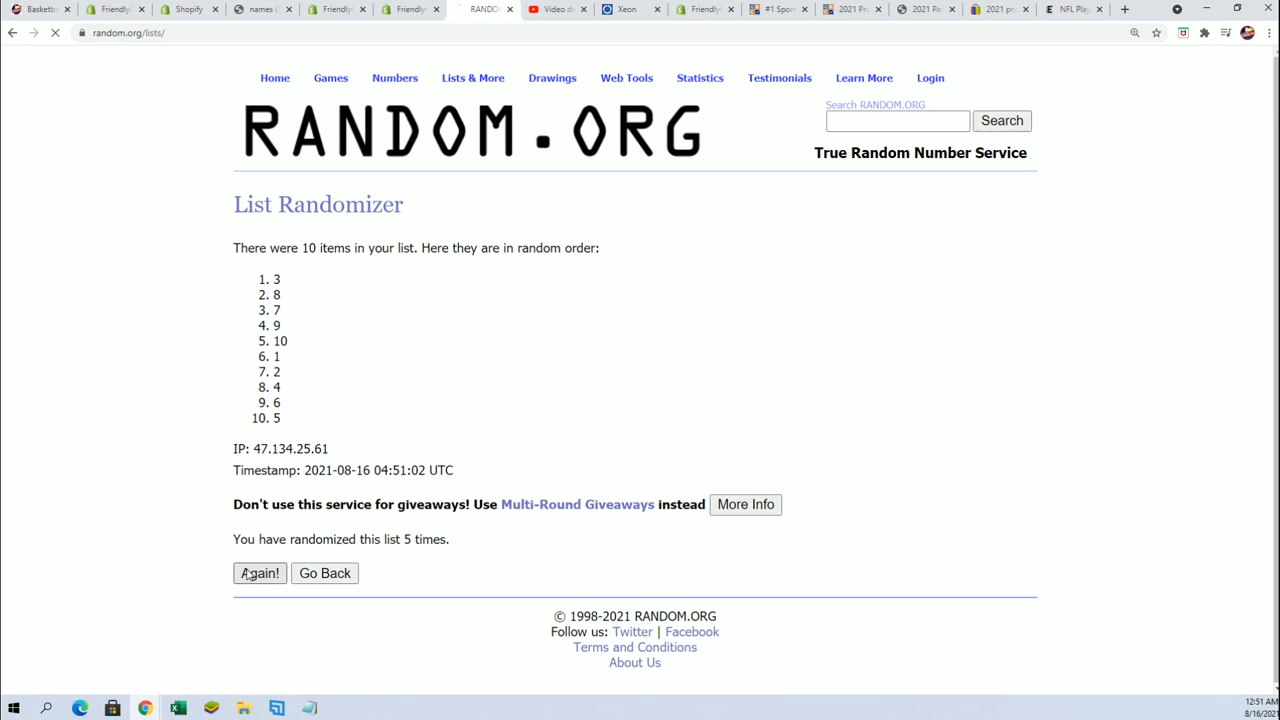 Basketba
Friendly
Shopify
names (
Friendly
Friendly
RANDO
Video de
Xeon
Friendly
#1 Sport
2021 Pr
2021 Pa
2021 pr
NFL Play
random.org/lists/
Home Games Numbers Lists & More Drawings Web Tools Statistics Testimonials Learn More Login
RANDOM.ORG
Search RANDOM.ORG
Search
True Random Number Service
List Randomizer
There were 10 items in your list. Here they are in random order:
1. 3
2. 8
3. 7
4. 9
5. 10
6. 1
7. 2
8. 4
9. 6
10. 5
IP: 47.134.25.61
Timestamp: 2021-08-16 04:51:02 UTC
Don't use this service for giveaways! Use Multi-Round Giveaways instead More Info
You have randomized this list 5 times.
Again! Go Back
© 1998-2021 RANDOM.ORG
Follow us: Twitter | Facebook
Terms and Conditions
About Us
12:51 AM
8/16/2021